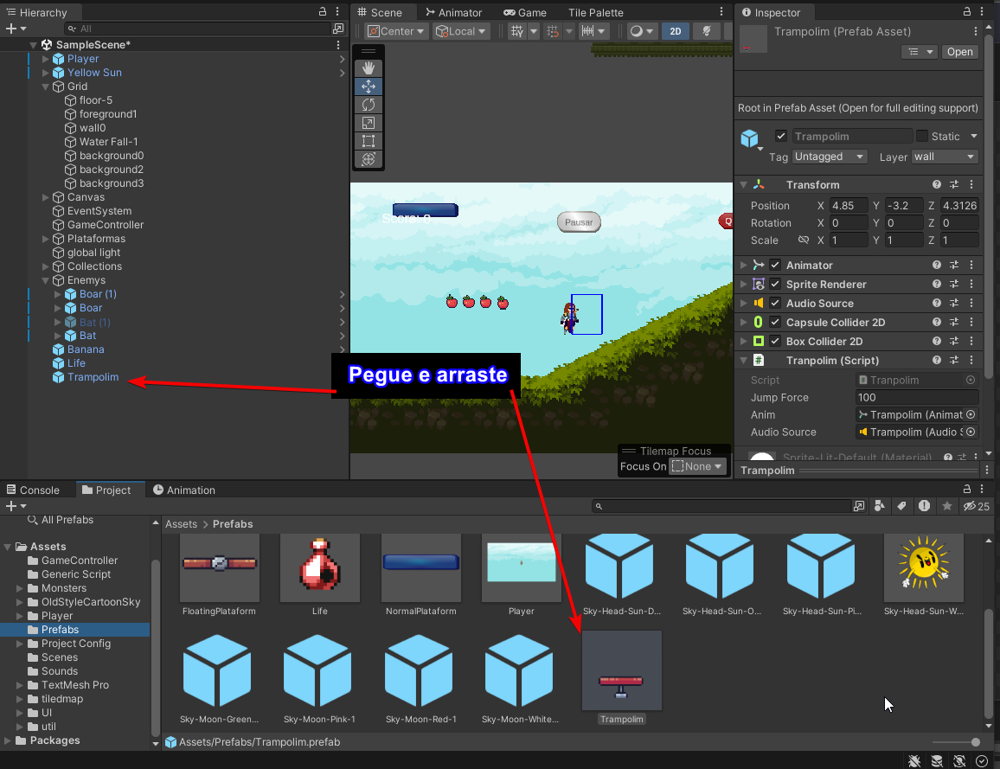 Hierarchy
All
SampleScene*
Player
Yellow Sun
Grid
floor-5
foreground1
wall0
Water Fall-1
background0
background2
background3
Canvas
EventSystem
GameController
Plataformas
global light
Collections
Enemys
Boar (1)
Boar
Bat (1)
Bat
Banana
Life
Trampolim
Scene
Animator
Game
Tile Palette
Center
Local
2D
Pausar
Q
Pegue e arraste
Tilemap Focus
Focus On
None
Inspector
Trampolim (Prefab Asset)
Open
Root in Prefab Asset (Open for full editing support)
Trampolim
Static
Tag
Untagged
Layer
wall
Transform
Position X 4.85 Y -3.2 Z 4.3126
Rotation X 0 Y 0 Z 0
Scale X 1 Y 1 Z 1
Animator
Sprite Renderer
Audio Source
Capsule Collider 2D
Box Collider 2D
Tranpolim (Script)
Script
Tranpolim
Jump Force
100
Anim
Trampolim (Animat
Audio Source
Trampolim (Audio S
Sprite-Lit-Default (Material)
Trampolim
Console
Project
Animation
25
All Prefabs
Assets
GameController
Generic Script
Monsters
OldStyleCartoonSky
Player
Prefabs
Project Config
Scenes
Sounds
TextMesh Pro
tiledmap
UI
util
Packages
Assets > Prefabs
FloatingPlataform
Life
NormalPlataform
Player
Sky-Head-Sun-D...
Sky-Head-Sun-O...
Sky-Head-Sun-Pi...
Sky-Head-Sun-W...
Sky-Moon-Green...
Sky-Moon-Pink-1
Sky-Moon-Red-1
Sky-Moon-White...
Trampolim
Assets/Prefabs/Trampolim.prefab